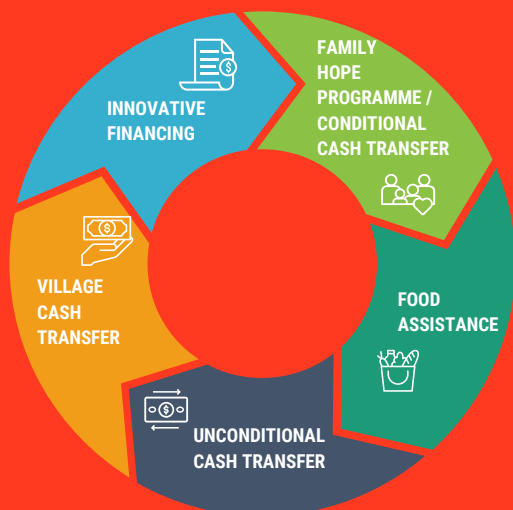 FAMILY
HOPE
PROGRAMME /
CONDITIONAL
CASH TRANSFER
FOOD
ASSISTANCE
UNCONDITIONAL
CASH TRANSFER
VILLAGE
CASH
TRANSFER
INNOVATIVE
FINANCING